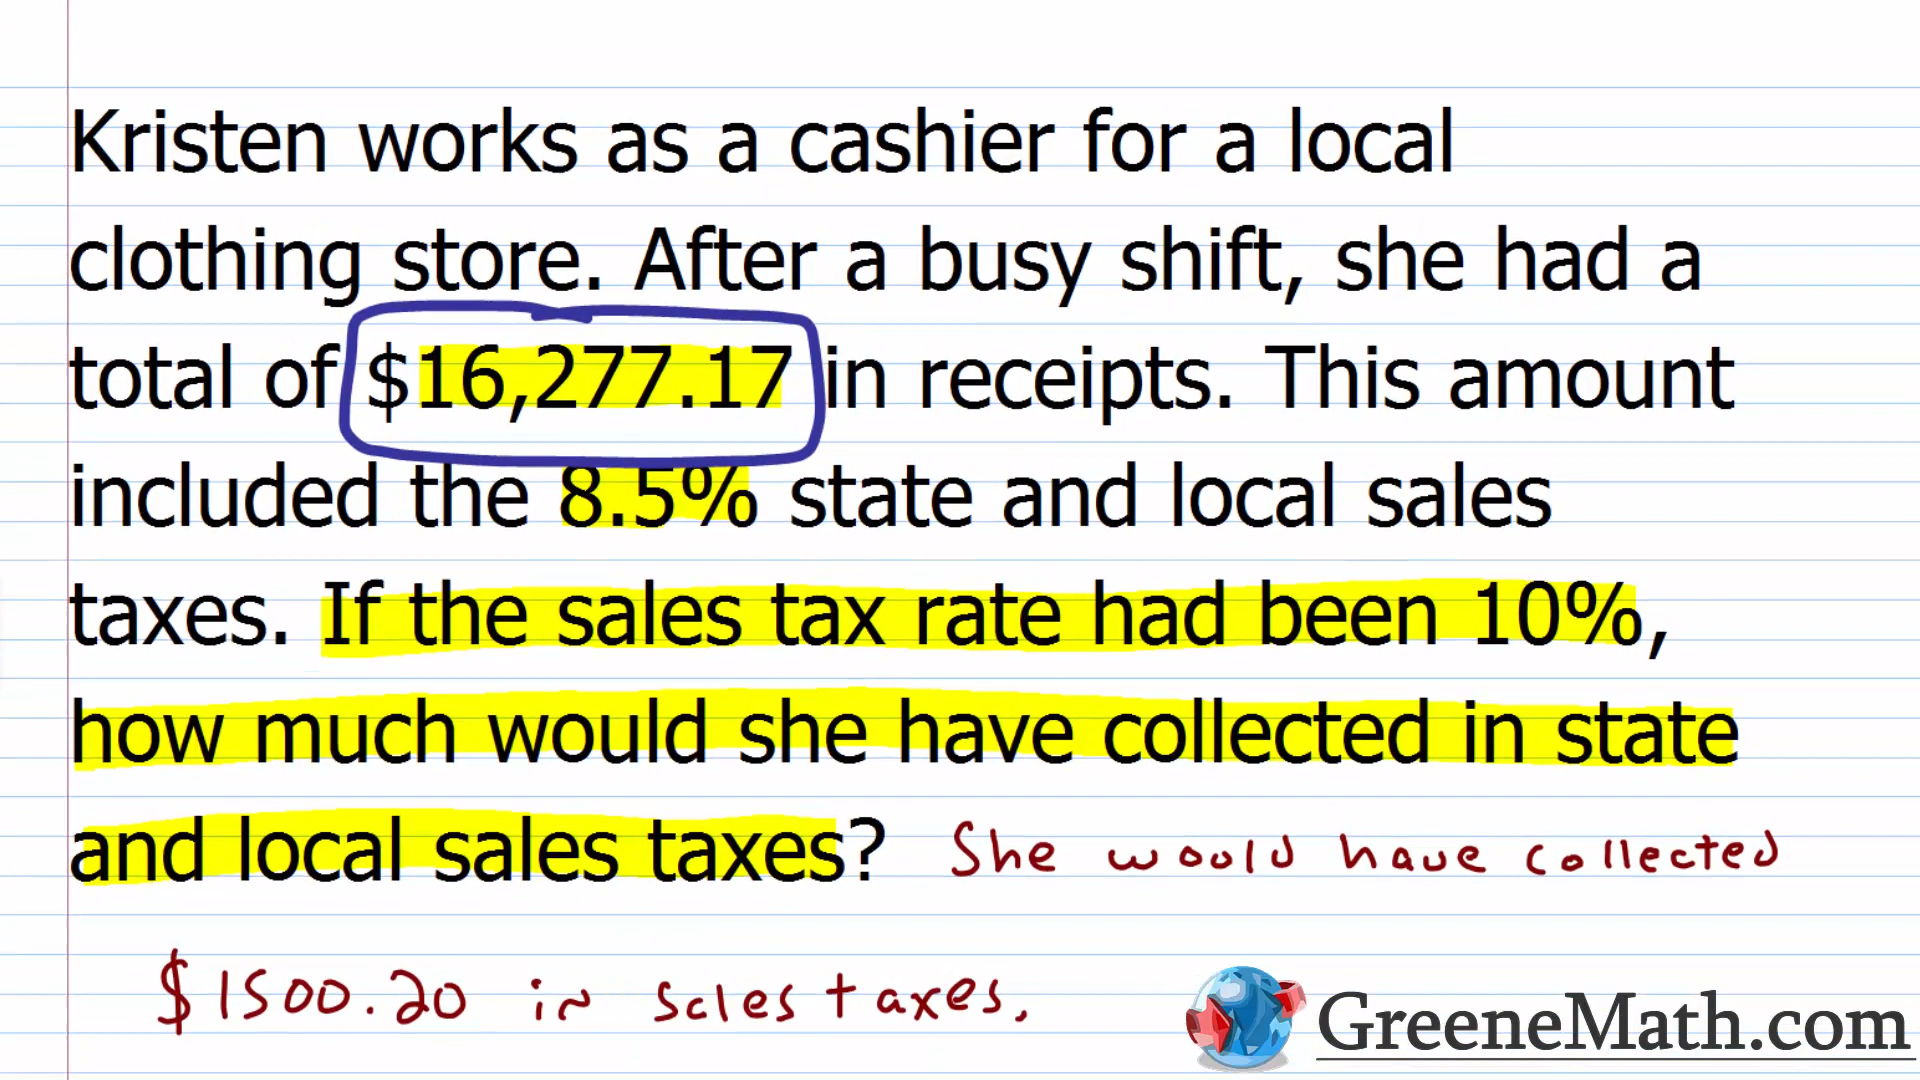 Kristen works as a cashier for a local
clothing store. After a busy shift, she had a
total of $16,277.17 in receipts. This amount
included the 8.5% state and local sales
taxes. If the sales tax rate had been 10%,
how much would she have collected in state
and local sales taxes? She would have collected
$1500.20 in sales taxes.
GreeneMath.com